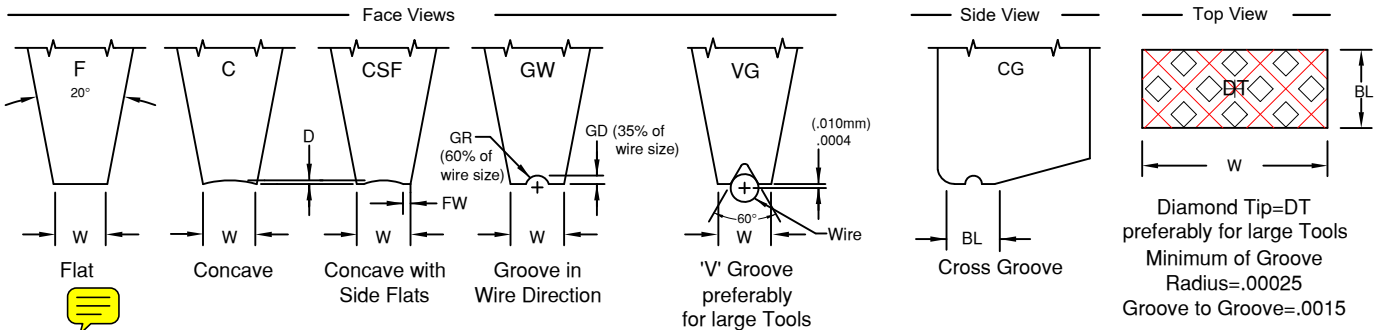 Face Views
Side View
Top View
F
20°
C
CSF
GW
VG
CG
DT
D
FW
GR
(60% of
wire size)
GD (35% of
wire size)
(.010mm)
.0004
60°
Wire
W
W
W
W
W
BL
BL
W
Flat
Concave
Concave with
Side Flats
Groove in
Wire Direction
'V' Groove
preferably
for large Tools
Cross Groove
Diamond Tip=DT
preferably for large Tools
Minimum of Groove
Radius=.00025
Groove to Groove=.0015